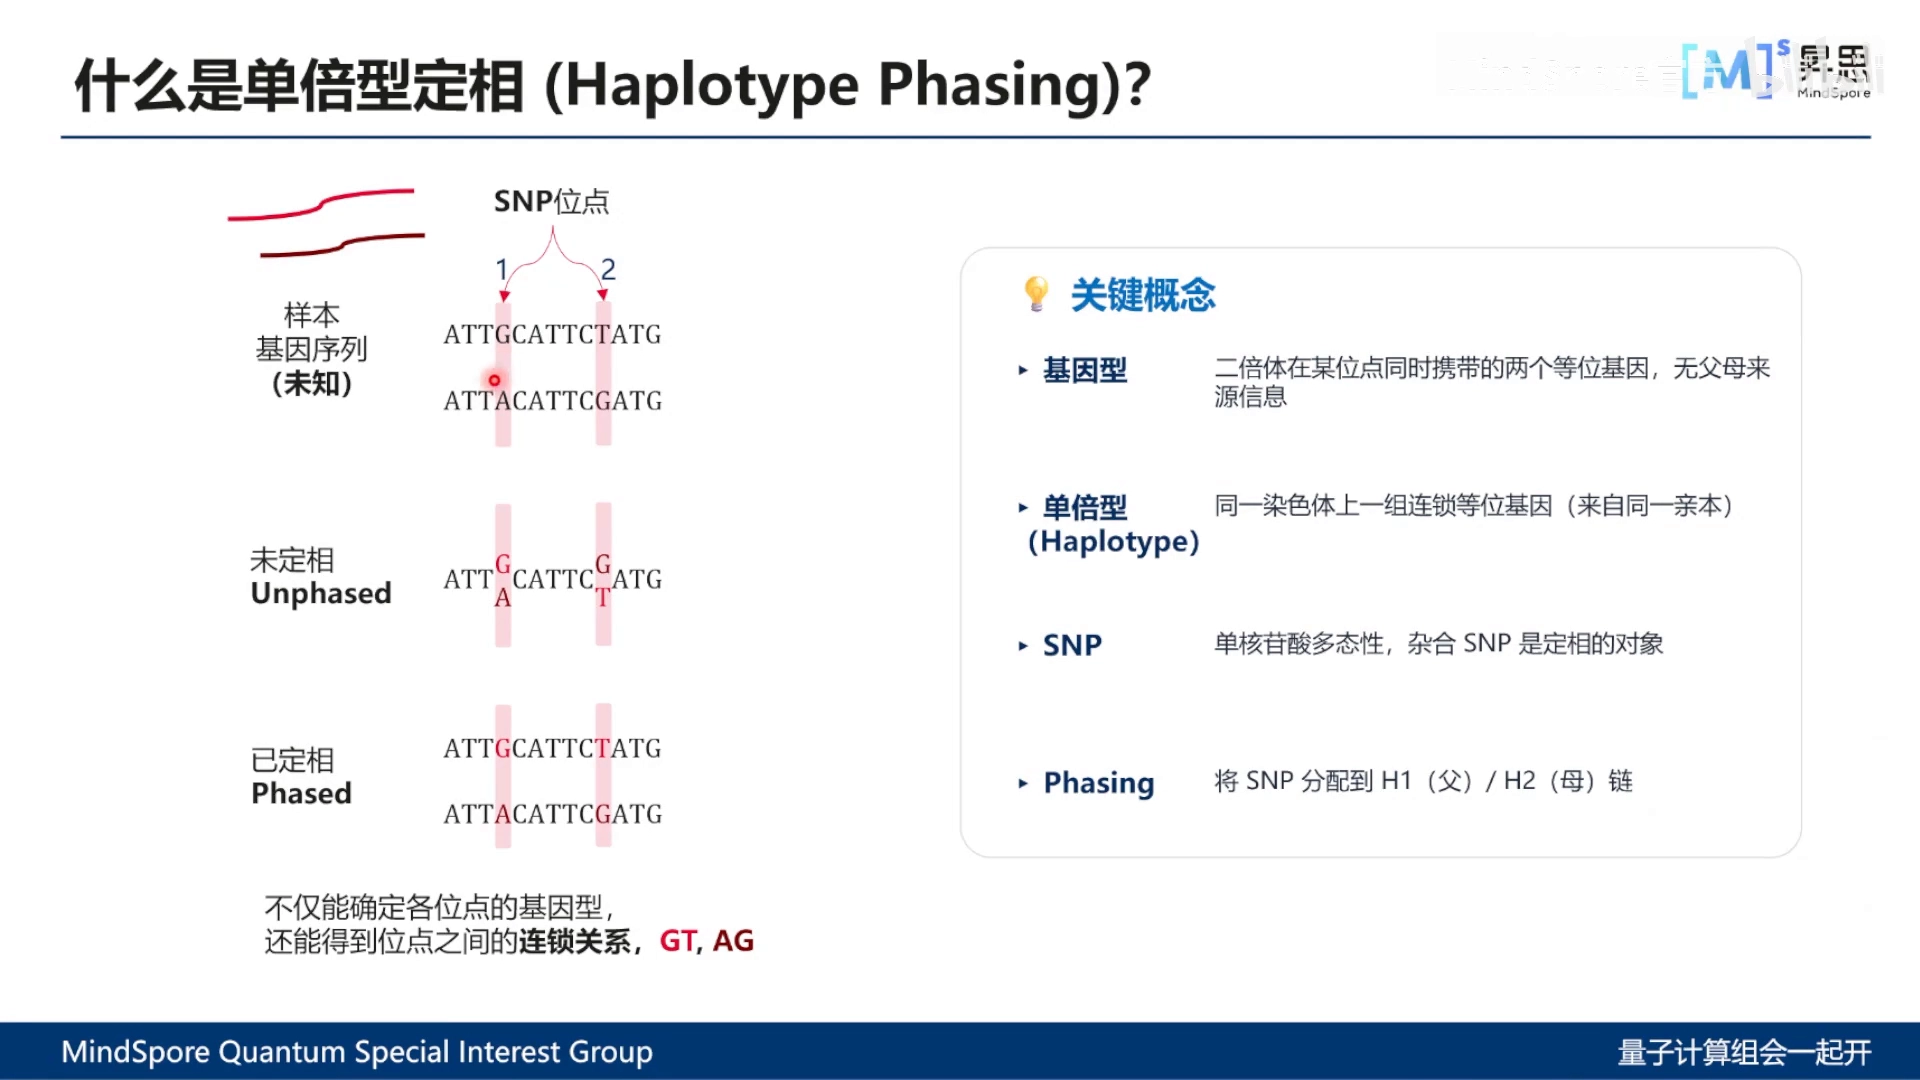 什么是单倍型定相 (Haplotype Phasing)?
[M]s 昇思
MindSpore
SNP位点
1 2
样本
基因序列
（未知）
ATTGCATTCTATG
ATTACATTCGATG
未定相
Unphased
G G
ATT CATTC ATG
A T
已定相
Phased
ATTGCATTCTATG
ATTACATTCGATG
不仅能确定各位点的基因型，
还能得到位点之间的连锁关系，GT, AG
关键概念
基因型
二倍体在某位点同时携带的两个等位基因，无父母来
源信息
单倍型
（Haplotype）
同一染色体上一组连锁等位基因（来自同一亲本）
SNP
单核苷酸多态性，杂合 SNP 是定相的对象
Phasing
将 SNP 分配到 H1（父）/ H2（母）链
MindSpore Quantum Special Interest Group
量子计算组会一起开